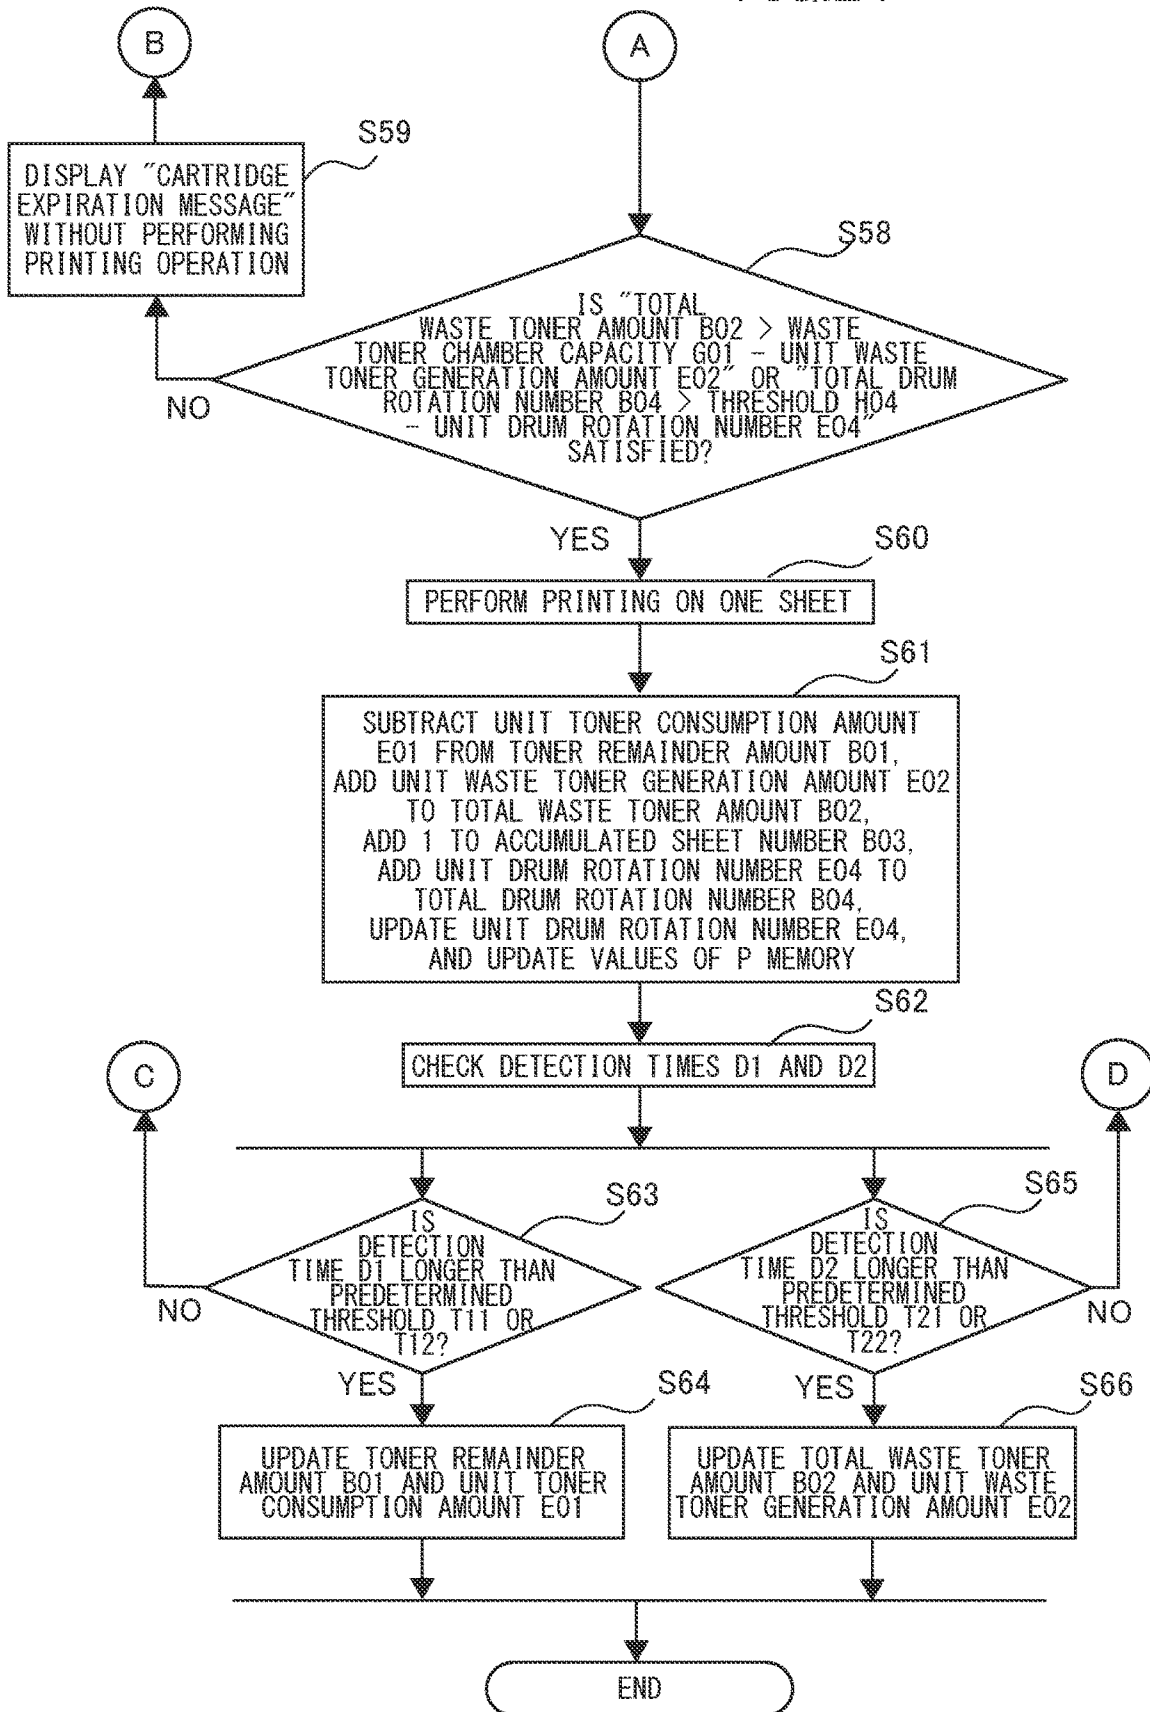 B
A
S59
DISPLAY "CARTRIDGE
EXPIRATION MESSAGE"
WITHOUT PERFORMING
PRINTING OPERATION
S58
IS "TOTAL
WASTE TONER AMOUNT B02 > WASTE
TONER CHAMBER CAPACITY G01 - UNIT WASTE
TONER GENERATION AMOUNT E02" OR "TOTAL DRUM
ROTATION NUMBER B04 > THRESHOLD H04
- UNIT DRUM ROTATION NUMBER E04"
SATISFIED?
NO
YES
S60
PERFORM PRINTING ON ONE SHEET
S61
SUBTRACT UNIT TONER CONSUMPTION AMOUNT
E01 FROM TONER REMAINDER AMOUNT B01,
ADD UNIT WASTE TONER GENERATION AMOUNT E02
TO TOTAL WASTE TONER AMOUNT B02,
ADD 1 TO ACCUMULATED SHEET NUMBER B03,
ADD UNIT DRUM ROTATION NUMBER E04 TO
TOTAL DRUM ROTATION NUMBER B04,
UPDATE UNIT DRUM ROTATION NUMBER E04,
AND UPDATE VALUES OF P MEMORY
S62
CHECK DETECTION TIMES D1 AND D2
C
D
S63
IS
DETECTION
TIME D1 LONGER THAN
PREDETERMINED
THRESHOLD T11 OR
T12?
NO
YES
S65
IS
DETECTION
TIME D2 LONGER THAN
PREDETERMINED
THRESHOLD T21 OR
T22?
NO
YES
S64
UPDATE TONER REMAINDER
AMOUNT B01 AND UNIT TONER
CONSUMPTION AMOUNT E01
S66
UPDATE TOTAL WASTE TONER
AMOUNT B02 AND UNIT WASTE
TONER GENERATION AMOUNT E02
END